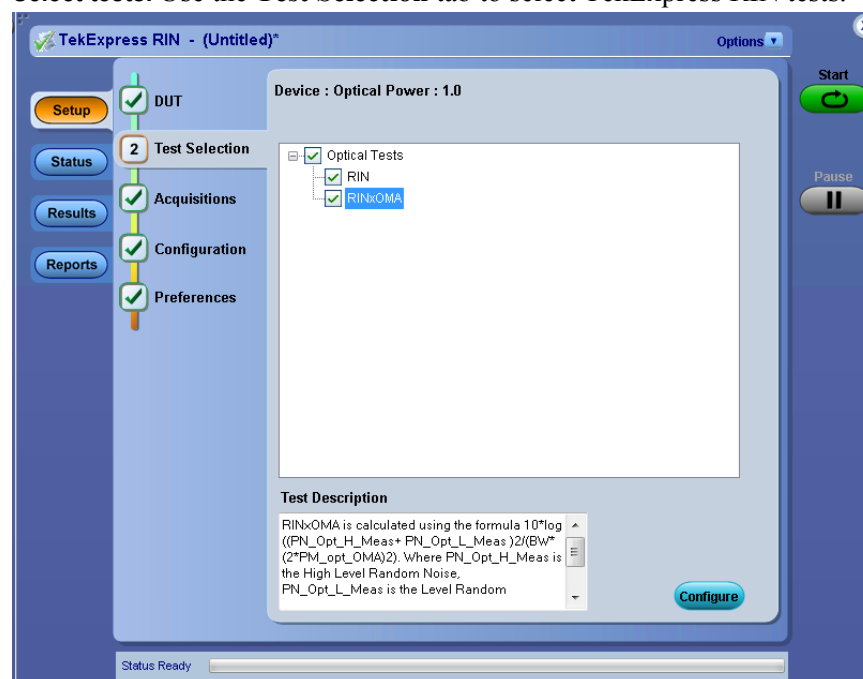 Select tests. Use the Test Selection tab to select TekExpress RIN tests.
TekExpress RIN - (Untitled)*
Options
Start
Setup
DUT
Device : Optical Power : 1.0
Status
2 Test Selection
Optical Tests
RIN
RINxOMA
Pause
Results
Acquisitions
Configuration
Reports
Preferences
Test Description
RINxOMA is calculated using the formula 10*log
((PN_Opt_H_Meas+ PN_Opt_L_Meas )2/(BW*
(2*PM_opt_OMA)2). Where PN_Opt_H_Meas is
the High Level Random Noise,
PN_Opt_L_Meas is the Level Random
Configure
Status Ready